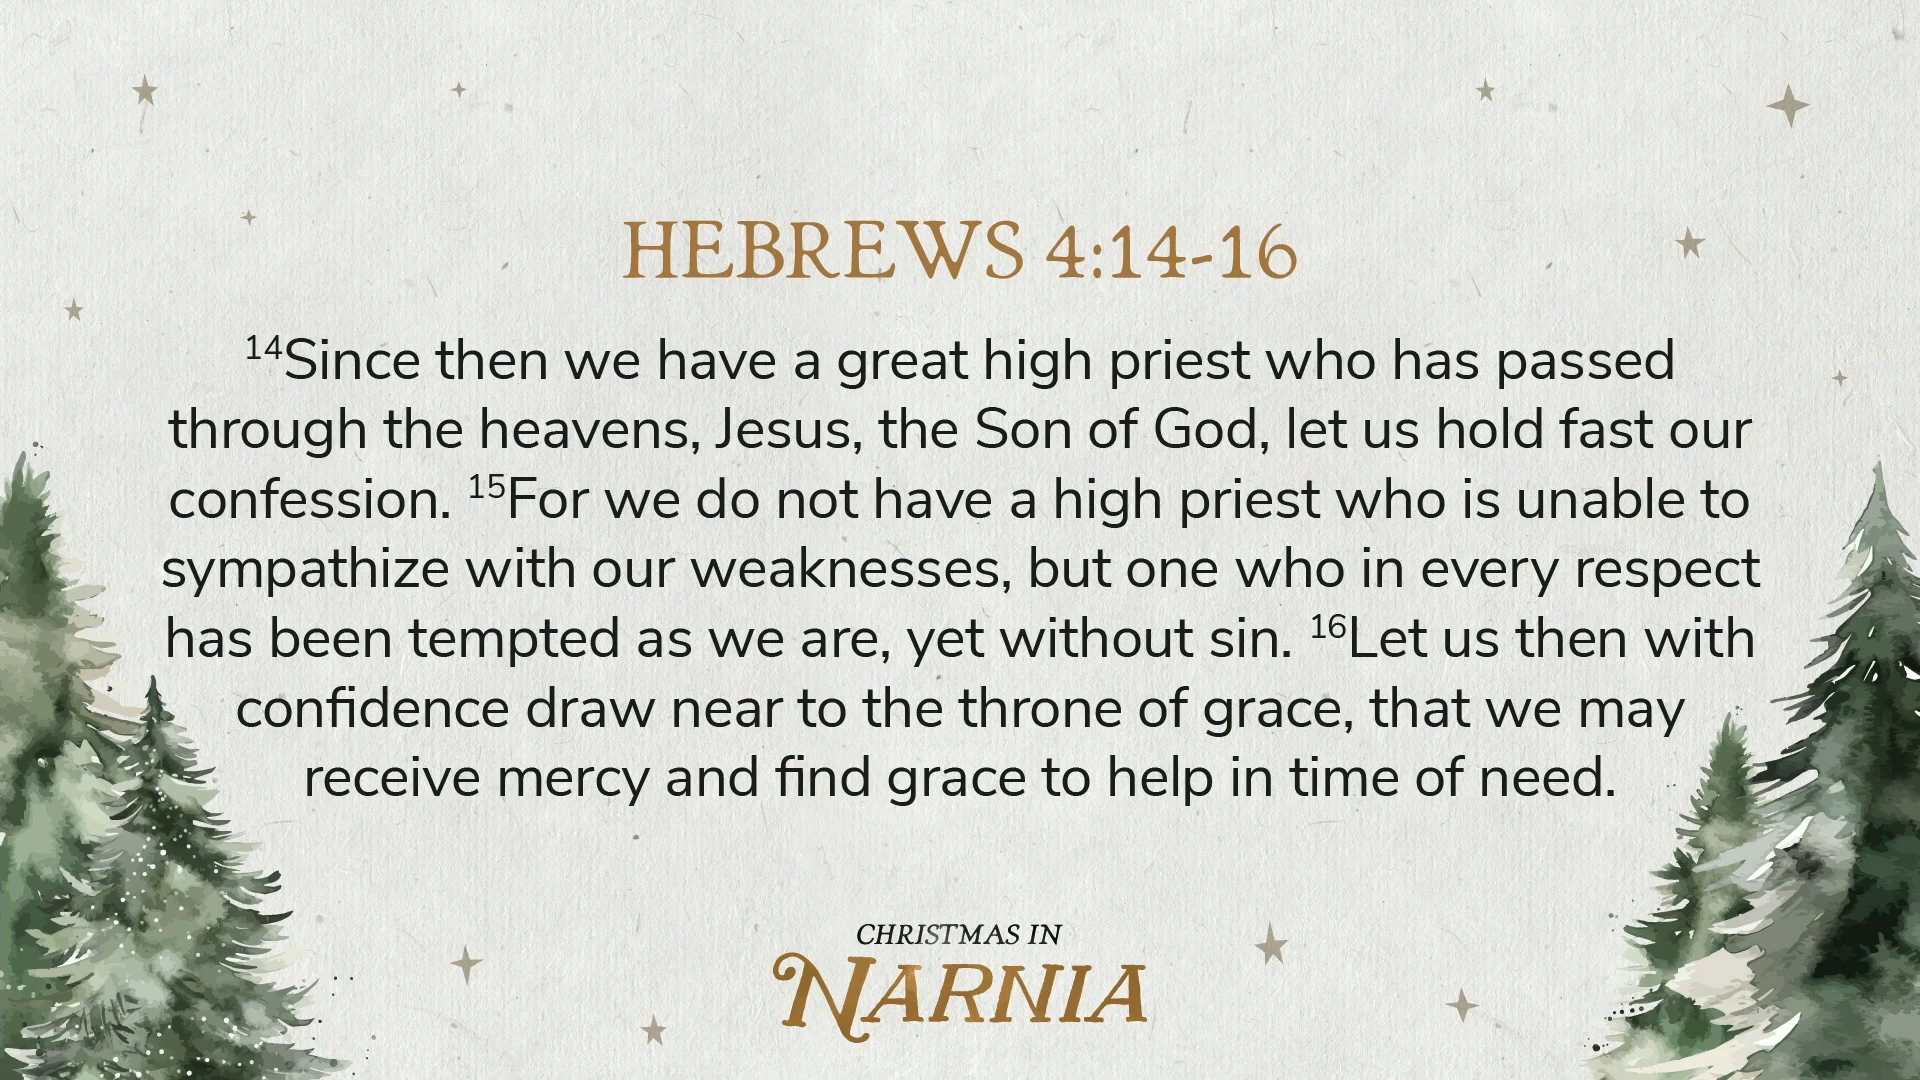 HEBREWS 4:14-16
¹⁴Since then we have a great high priest who has passed
through the heavens, Jesus, the Son of God, let us hold fast our
confession. ¹⁵For we do not have a high priest who is unable to
sympathize with our weaknesses, but one who in every respect
has been tempted as we are, yet without sin. ¹⁶Let us then with
confidence draw near to the throne of grace, that we may
receive mercy and find grace to help in time of need.
CHRISTMAS IN
NARNIA